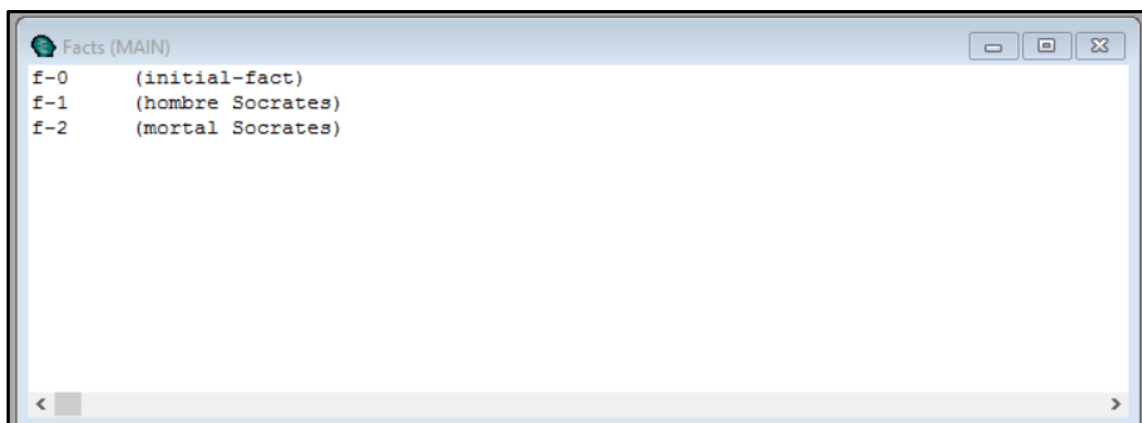 Facts (MAIN)
f-0 (initial-fact)
f-1 (hombre Socrates)
f-2 (mortal Socrates)